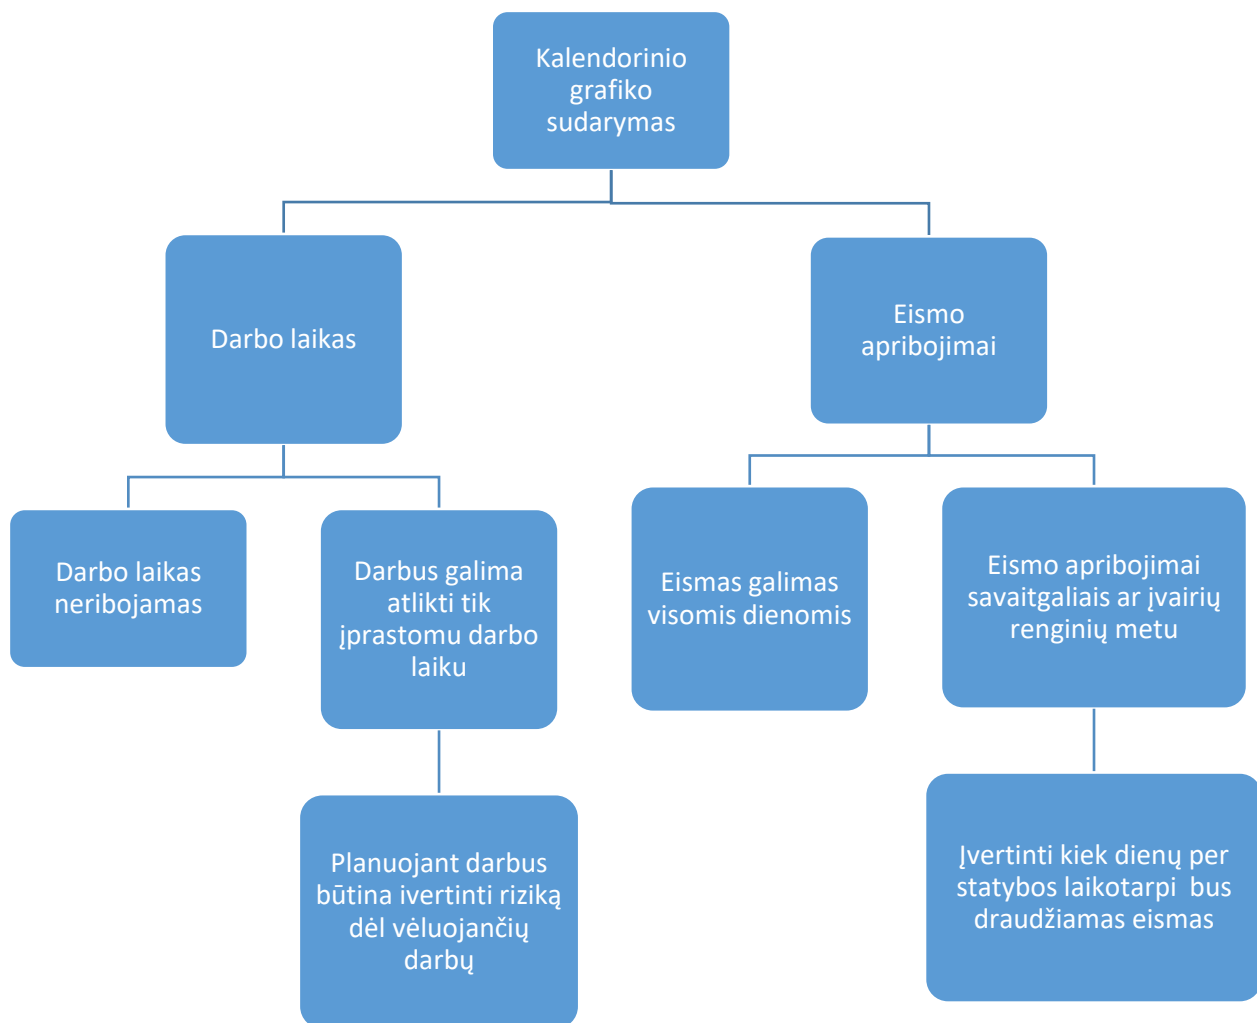 Kalendorinio
grafiko
sudarymas
Darbo laikas
Eismo
apribojimai
Darbo laikas
neribojamas
Darbus galima
atlikti tik
įprastomu darbo
laiku
Eismas galimas
visomis dienomis
Eismo apribojimai
savaitgaliais ar įvairių
renginių metu
Planuojant darbus
būtina ivertinti riziką
dėl vėluojančių
darbų
Įvertinti kiek dienų per
statybos laikotarpi  bus
draudžiamas eismas